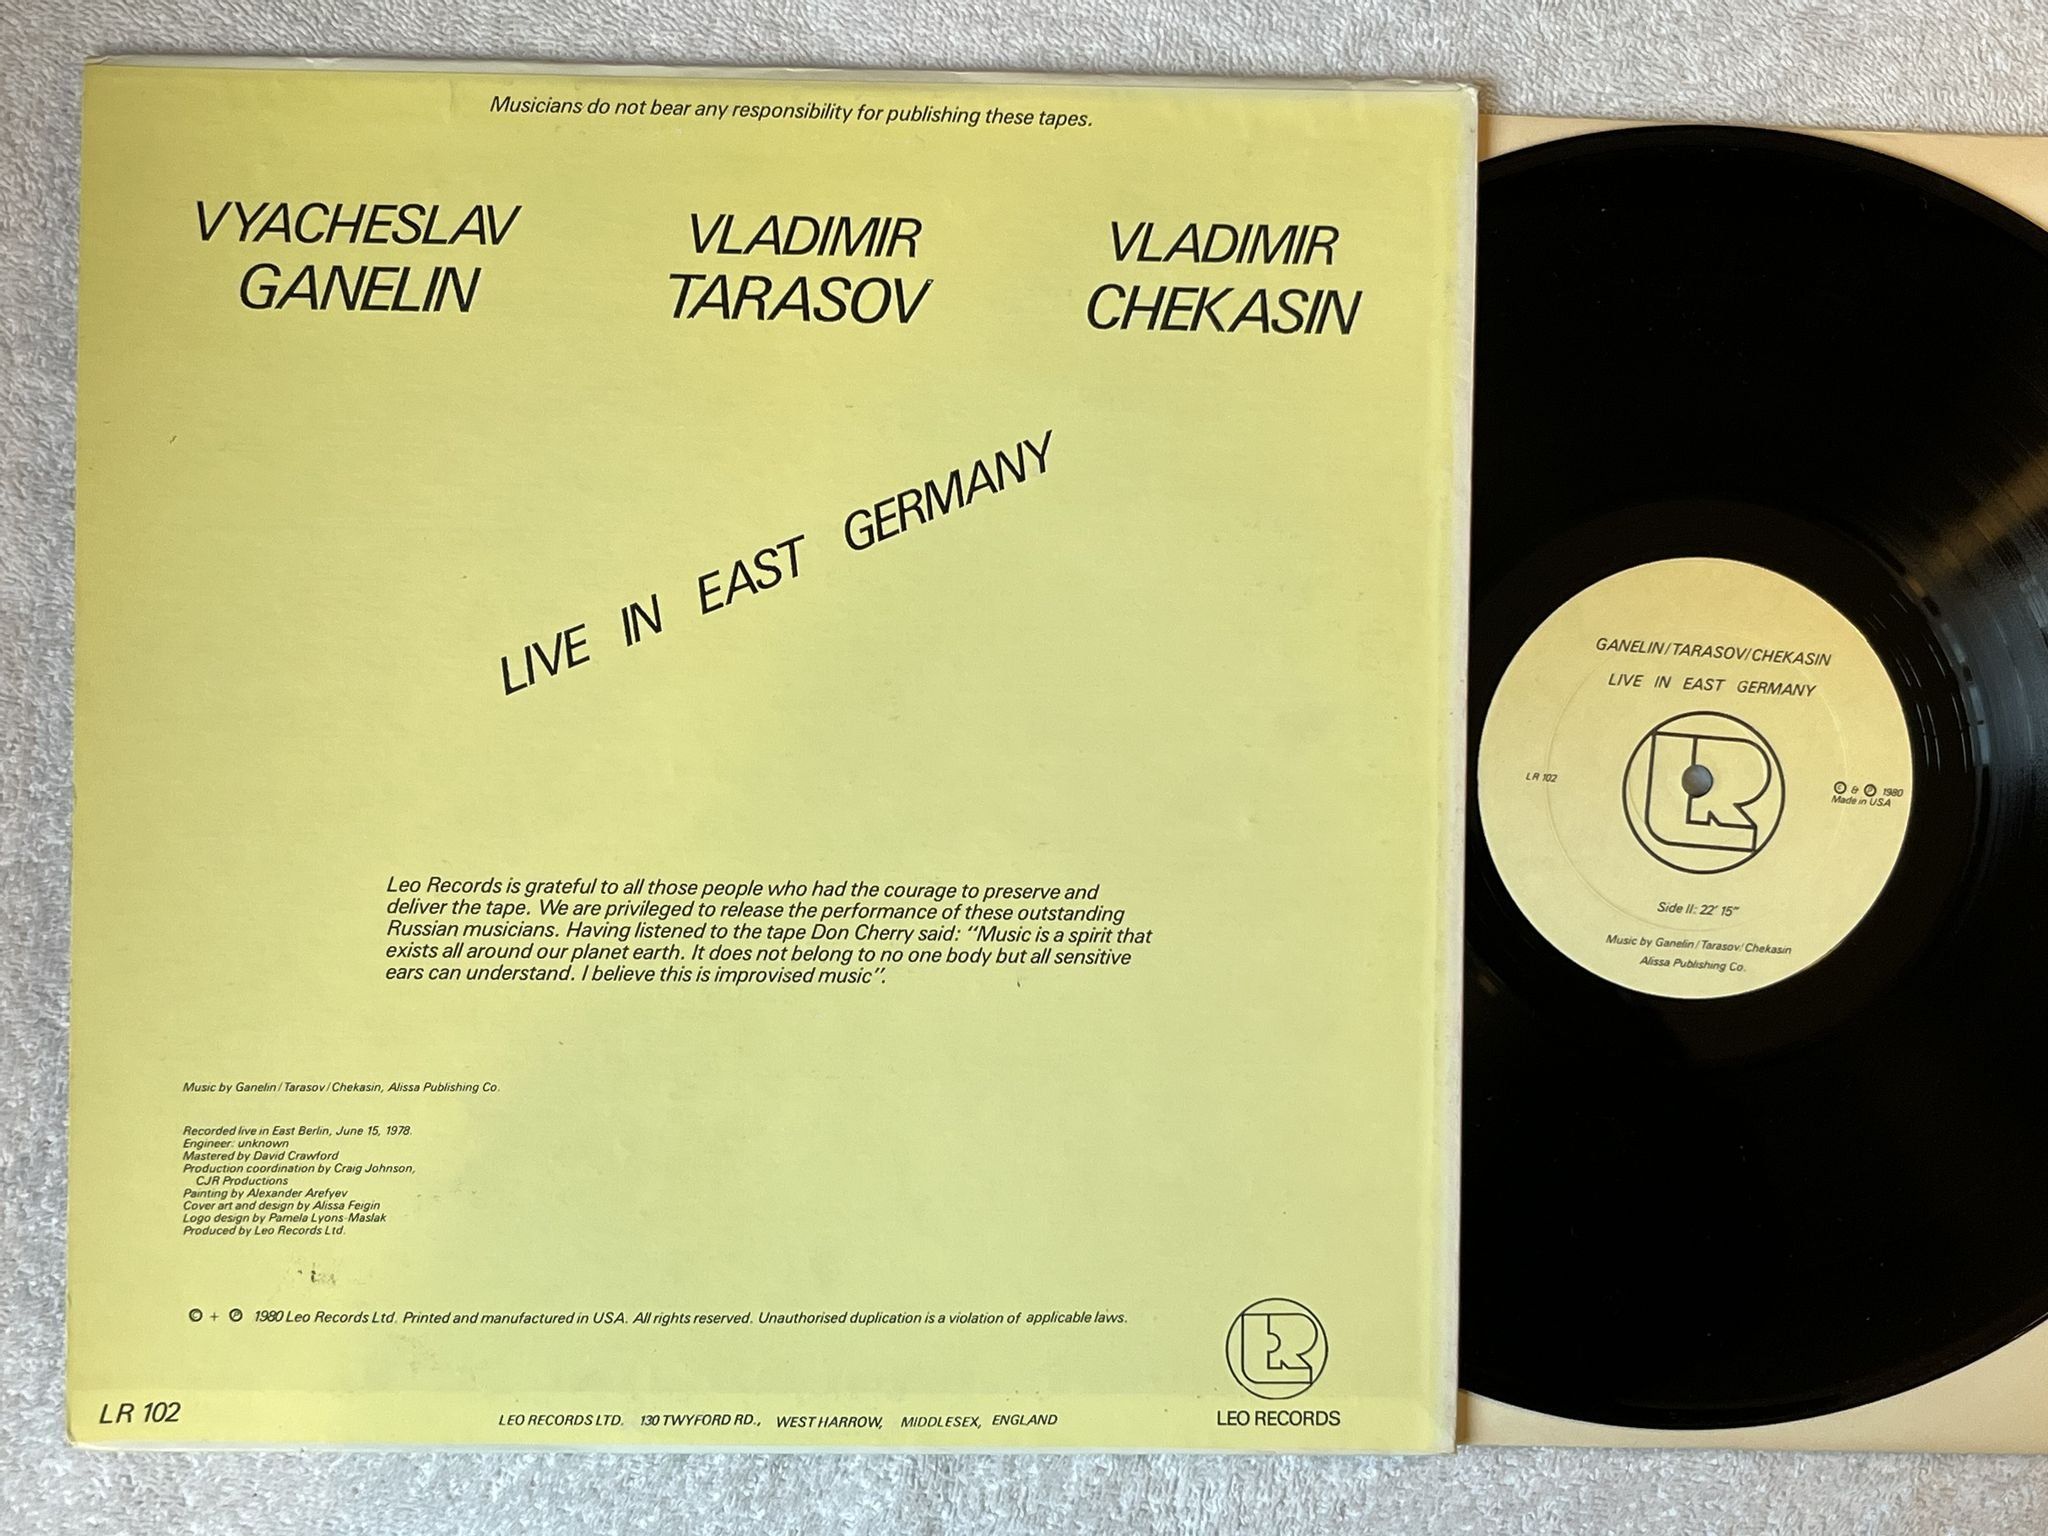 Musicians do not bear any responsibility for publishing these tapes.
VYACHESLAV
GANELIN
VLADIMIR
TARASOV
VLADIMIR
CHEKASIN
LIVE IN EAST GERMANY
Leo Records is grateful to all those people who had the courage to preserve and
deliver the tape. We are privileged to release the performance of these outstanding
Russian musicians. Having listened to the tape Don Cherry said: “Music is a spirit that
exists all around our planet earth. It does not belong to no one body but all sensitive
ears can understand. I believe this is improvised music”.
Music by Ganelin/Tarasov/Chekasin, Alissa Publishing Co.
Recorded live in East Berlin, June 15, 1978.
Engineer: unknown
Mastered by David Crawford
Production coordination by Craig Johnson,
CJR Productions
Painting by Alexander Arefyev
Cover art and design by Alissa Feigin
Logo design by Pamela Lyons-Maslak
Produced by Leo Records Ltd.
© + ℗ 1980 Leo Records Ltd. Printed and manufactured in USA. All rights reserved. Unauthorised duplication is a violation of applicable laws.
LR
LEO RECORDS
LR 102
LEO RECORDS LTD. 130 TWYFORD RD., WEST HARROW, MIDDLESEX, ENGLAND
GANELIN/TARASOV/CHEKASIN
LIVE IN EAST GERMANY
LR
LR 102
© & ℗ 1980
Made in USA
Side II: 22' 15"
Music by Ganelin/Tarasov/Chekasin
Alissa Publishing Co.